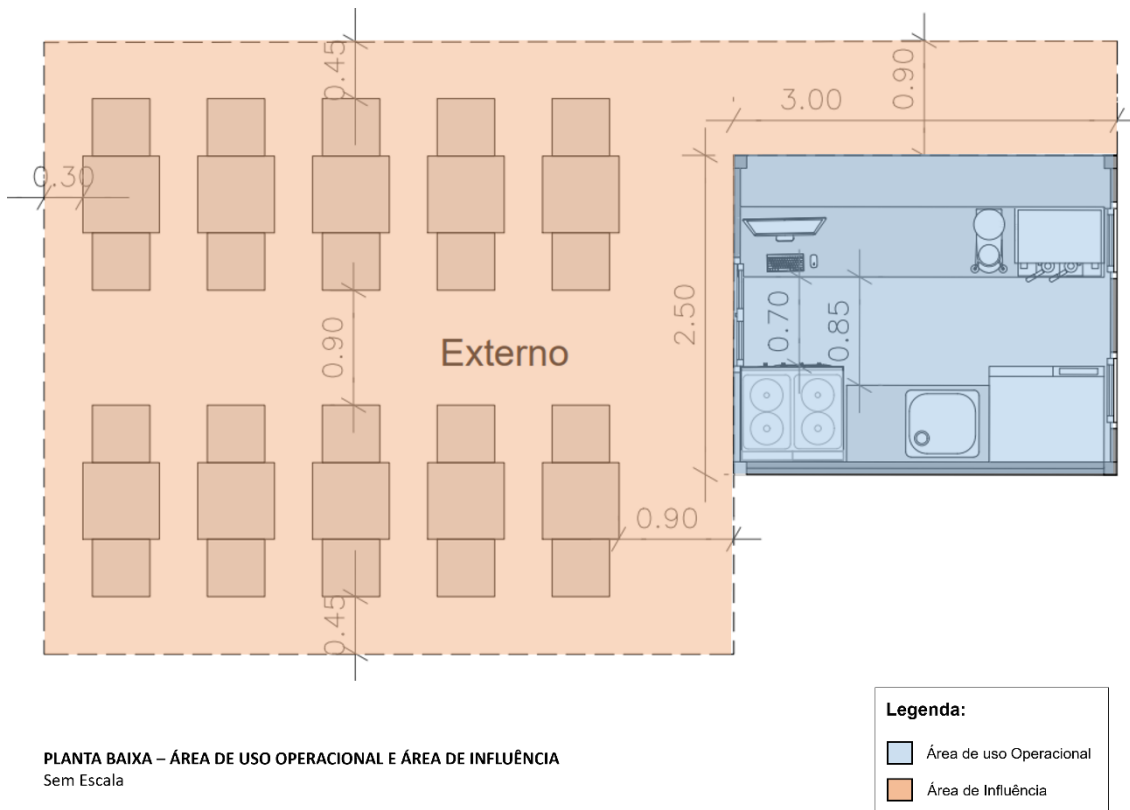 0.45
0.90
3.00
0.30
2.50
0.70
0.85
0.90
Externo
0.90
0.45
Legenda:
PLANTA BAIXA – ÁREA DE USO OPERACIONAL E ÁREA DE INFLUÊNCIA
Sem Escala
Área de uso Operacional
Área de Influência